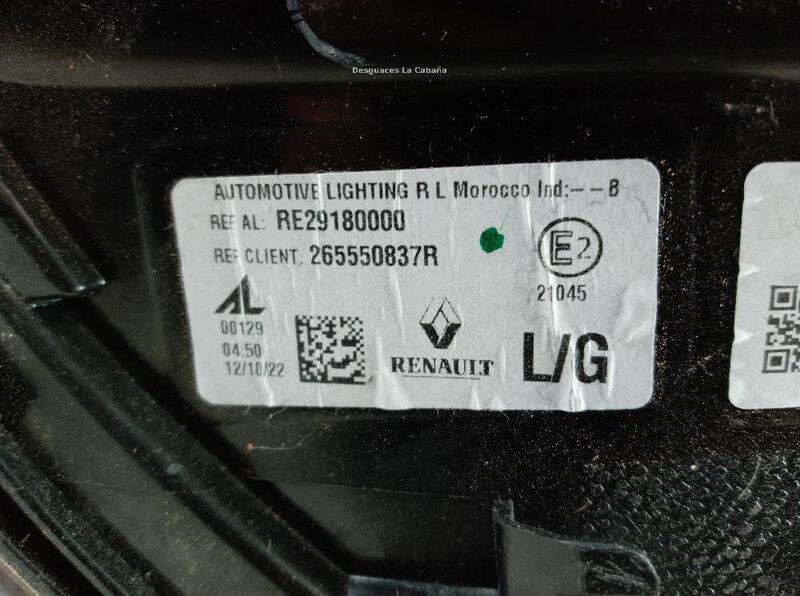 Desguaces La Cabaña
AUTOMOTIVE LIGHTING R L Morocco Ind:--B
REF AL: RE29180000
REF CLIENT. 265550837R
E2
21045
AL
00129
04:50
12/10/22
RENAULT
L/G